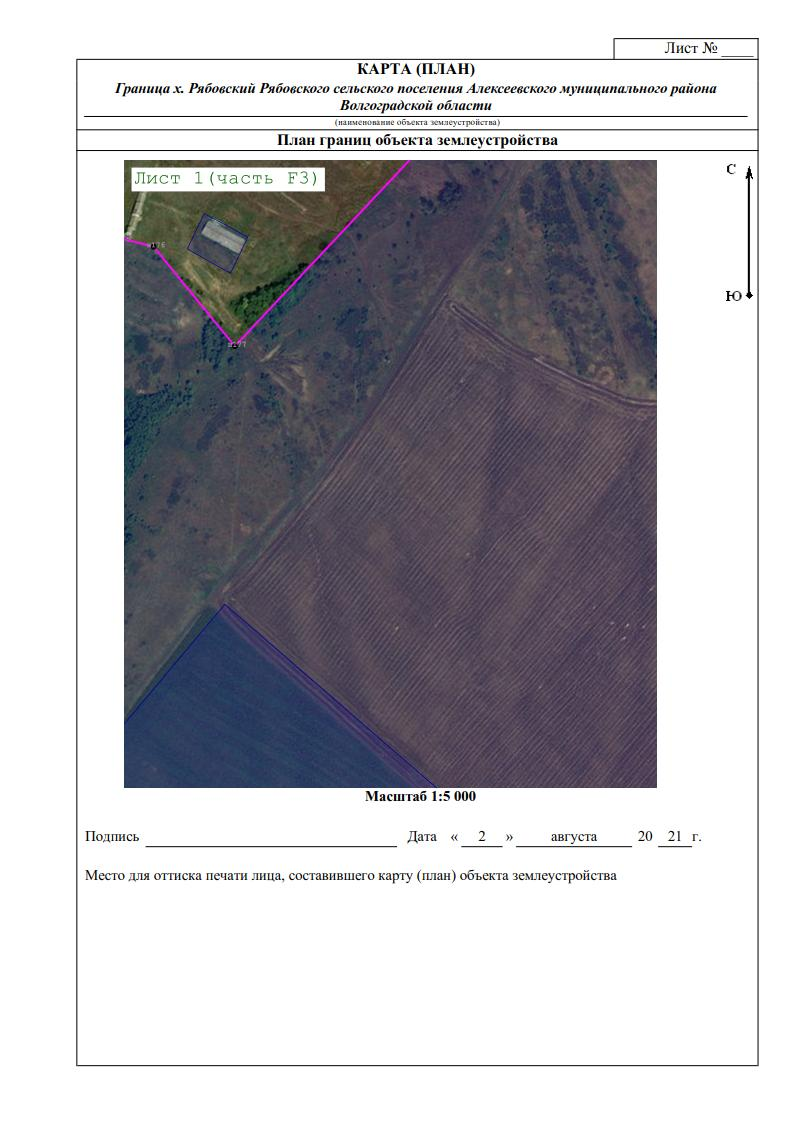 Лист № ____
КАРТА (ПЛАН)
Граница х. Рябовский Рябовского сельского поселения Алексеевского муниципального района
Волгоградской области
(наименование объекта землеустройства)
План границ объекта землеустройства
Лист 1(часть F3)
С
Ю
Масштаб 1:5 000
Подпись Дата « 2 » августа 20 21 г.
Место для оттиска печати лица, составившего карту (план) объекта землеустройства